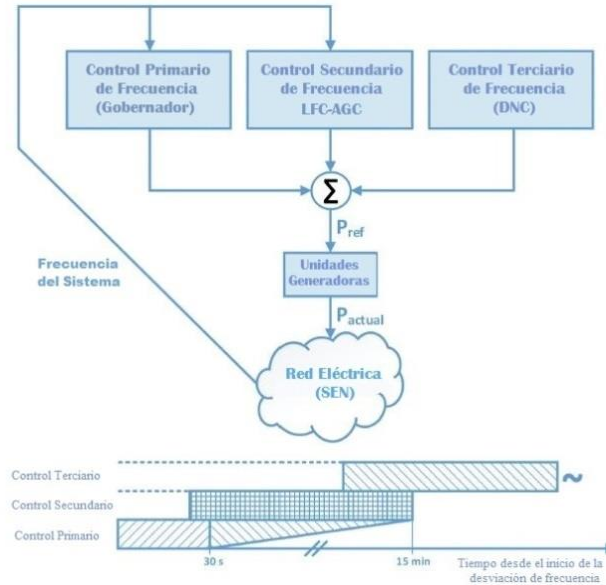 Control Primario
de Frecuencia
(Gobernador)
Control Secundario
de Frecuencia
LFC-AGC
Control Terciario
de Frecuencia
(DNC)
Σ
Pref
Frecuencia
del Sistema
Unidades
Generadoras
Pactual
Red Eléctrica
(SEN)
Control Terciario
~
Control Secundario
Control Primario
30 s
//
15 min
Tiempo desde el inicio de la
desviación de frecuencia